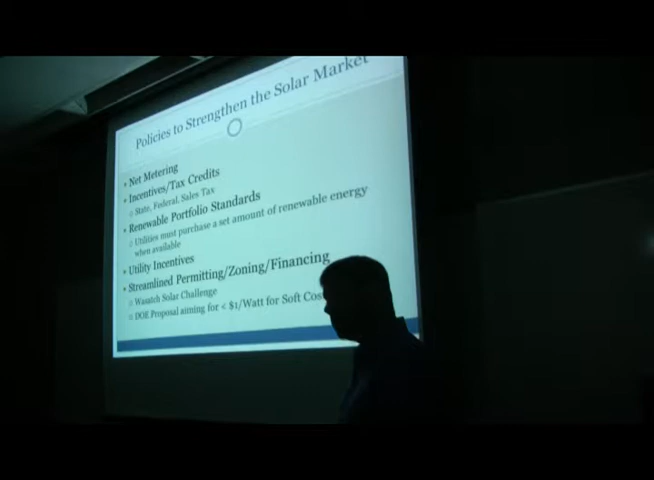 Policies to Strengthen the Solar Market
Net Metering
Incentives/Tax Credits
State, Federal, Sales Tax
Renewable Portfolio Standards
Utilities must purchase a set amount of renewable energy
when available
Utility Incentives
Streamlined Permitting/Zoning/Financing
Wasatch Solar Challenge
DOE Proposal aiming for < $1/Watt for Soft Cos